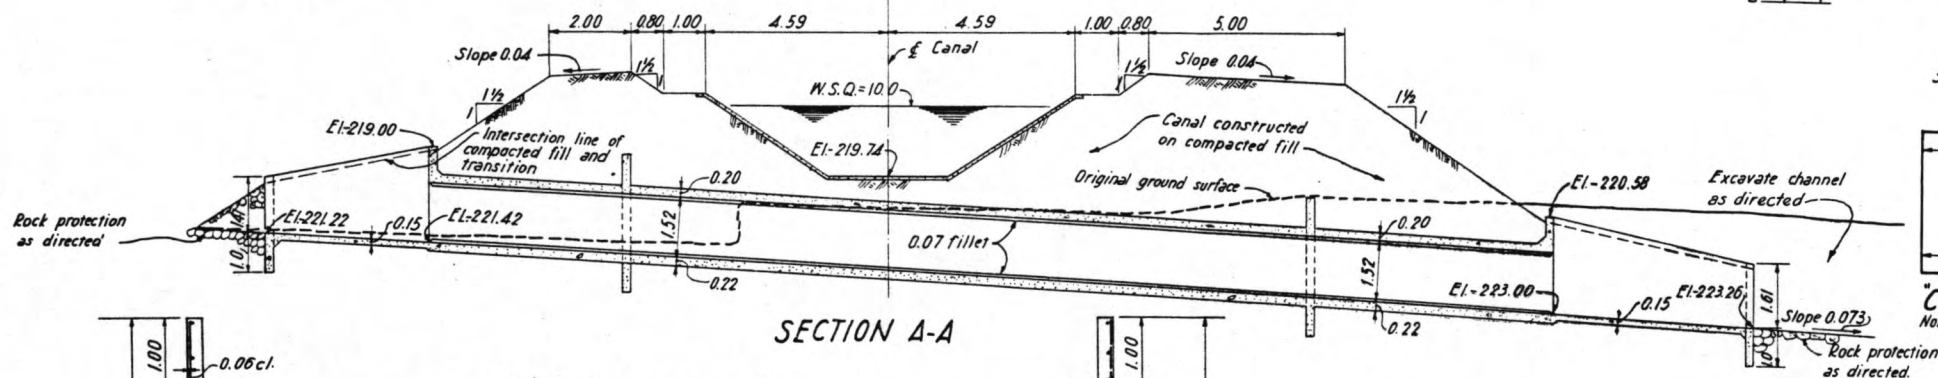 2.00 0.80 1.00 4.59 4.59 1.00 0.80 5.00
℄ Canal
Slope 0.04
1½
1
W.S.Q.=10.0
1½
1
Slope 0.04
1½
1
El.-219.00
Intersection line of
compacted fill and
transition
1½
1
El-219.74
Canal constructed
on compacted fill
Original ground surface
El.-220.58
Excavate channel
as directed
Rock protection
as directed
El-221.22
0.15
El.-221.42
1.0
0.20
1.52
0.22
0.07 fillet
0.20
1.52
0.22
El.-223.00
0.15
El-223.26
1.61
1.0
Slope 0.073
Rock protection
as directed.
SECTION A-A
1.00
0.06 cl.
1.00
"C